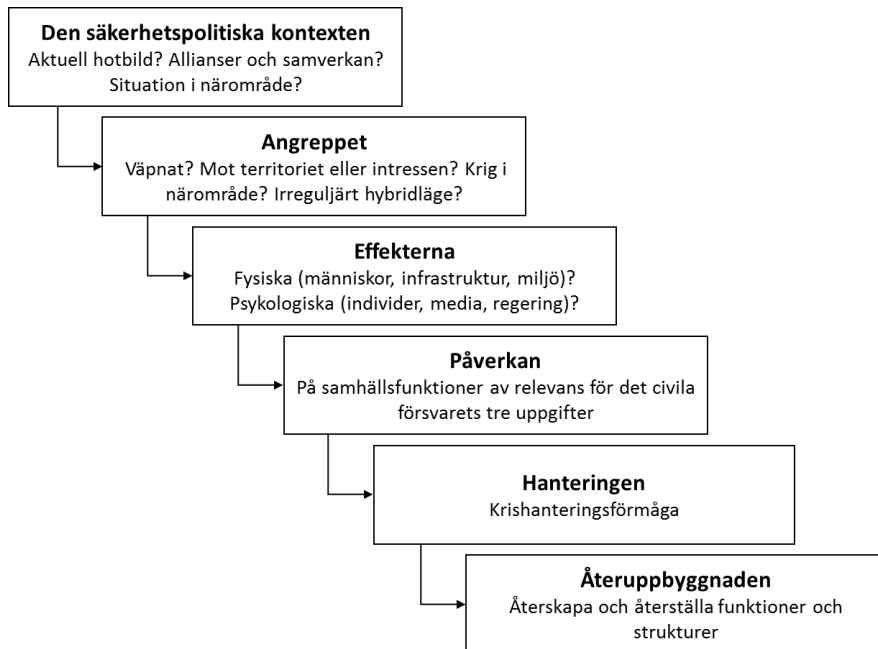 Den säkerhetspolitiska kontexten
Aktuell hotbild? Allianser och samverkan?
Situation i närområde?
Angreppet
Väpnat? Mot territoriet eller intressen? Krig i
närområde? Irreguljärt hybridläge?
Effekterna
Fysiska (människor, infrastruktur, miljö)?
Psykologiska (individer, media, regering)?
Påverkan
På samhällsfunktioner av relevans för det civila
försvarets tre uppgifter
Hanteringen
Krishanteringsförmåga
Återuppbyggnaden
Återskapa och återställa funktioner och
strukturer